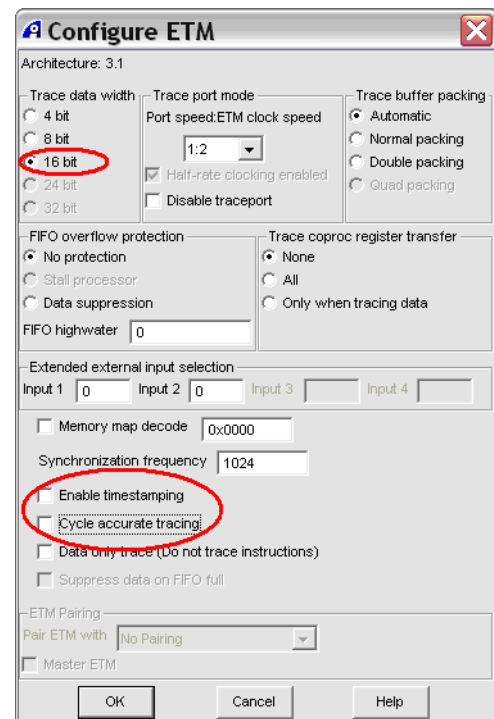 Configure ETM
Architecture: 3.1
Trace data width
4 bit
8 bit
16 bit
24 bit
32 bit
Trace port mode
Port speed:ETM clock speed
1:2
Half-rate clocking enabled
Disable traceport
Trace buffer packing
Automatic
Normal packing
Double packing
Quad packing
FIFO overflow protection
No protection
Stall processor
Data suppression
FIFO highwater 0
Trace coproc register transfer
None
All
Only when tracing data
Extended external input selection
Input 1 0 Input 2 0 Input 3 Input 4
Memory map decode 0x0000
Synchronization frequency 1024
Enable timestamping
Cycle accurate tracing
Data only trace (Do not trace instructions)
Suppress data on FIFO full
ETM Pairing
Pair ETM with No Pairing
Master ETM
OK Cancel Help